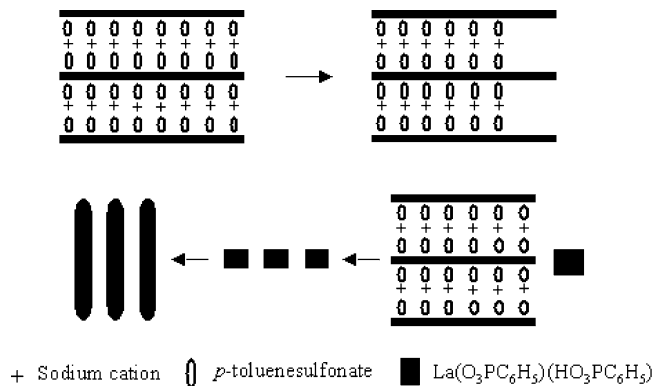 + Sodium cation p-toluenesulfonate La(O₃PC₆H₅)(HO₃PC₆H₅)